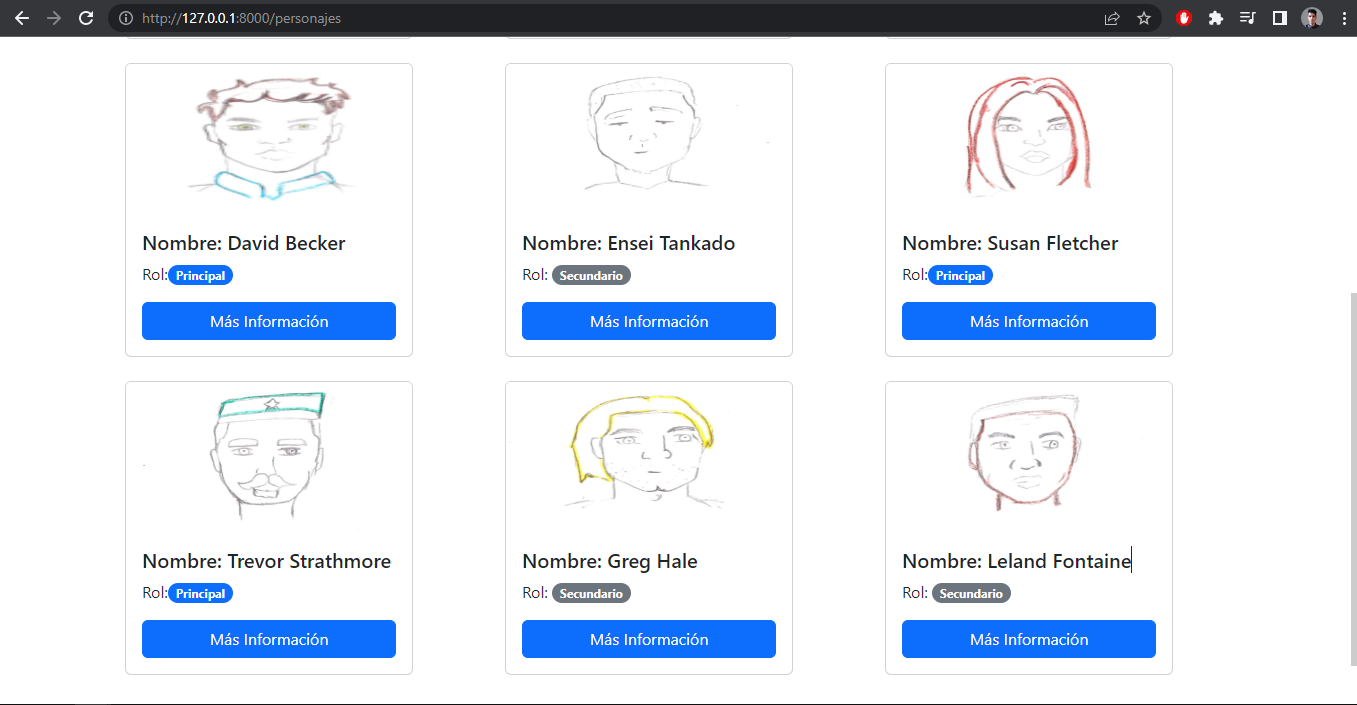 http://127.0.0.1:8000/personajes
Nombre: David Becker
Rol: Principal
Más Información
Nombre: Ensei Tankado
Rol: Secundario
Más Información
Nombre: Susan Fletcher
Rol: Principal
Más Información
Nombre: Trevor Strathmore
Rol: Principal
Más Información
Nombre: Greg Hale
Rol: Secundario
Más Información
Nombre: Leland Fontaine
Rol: Secundario
Más Información